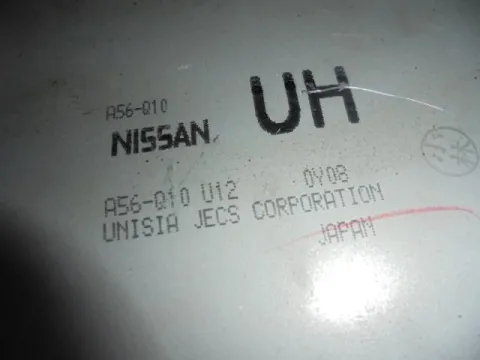 UH
A56-Q10
NISSAN
A56-Q10 U12 0Y08
UNISIA JECS CORPORATION
JAPAN